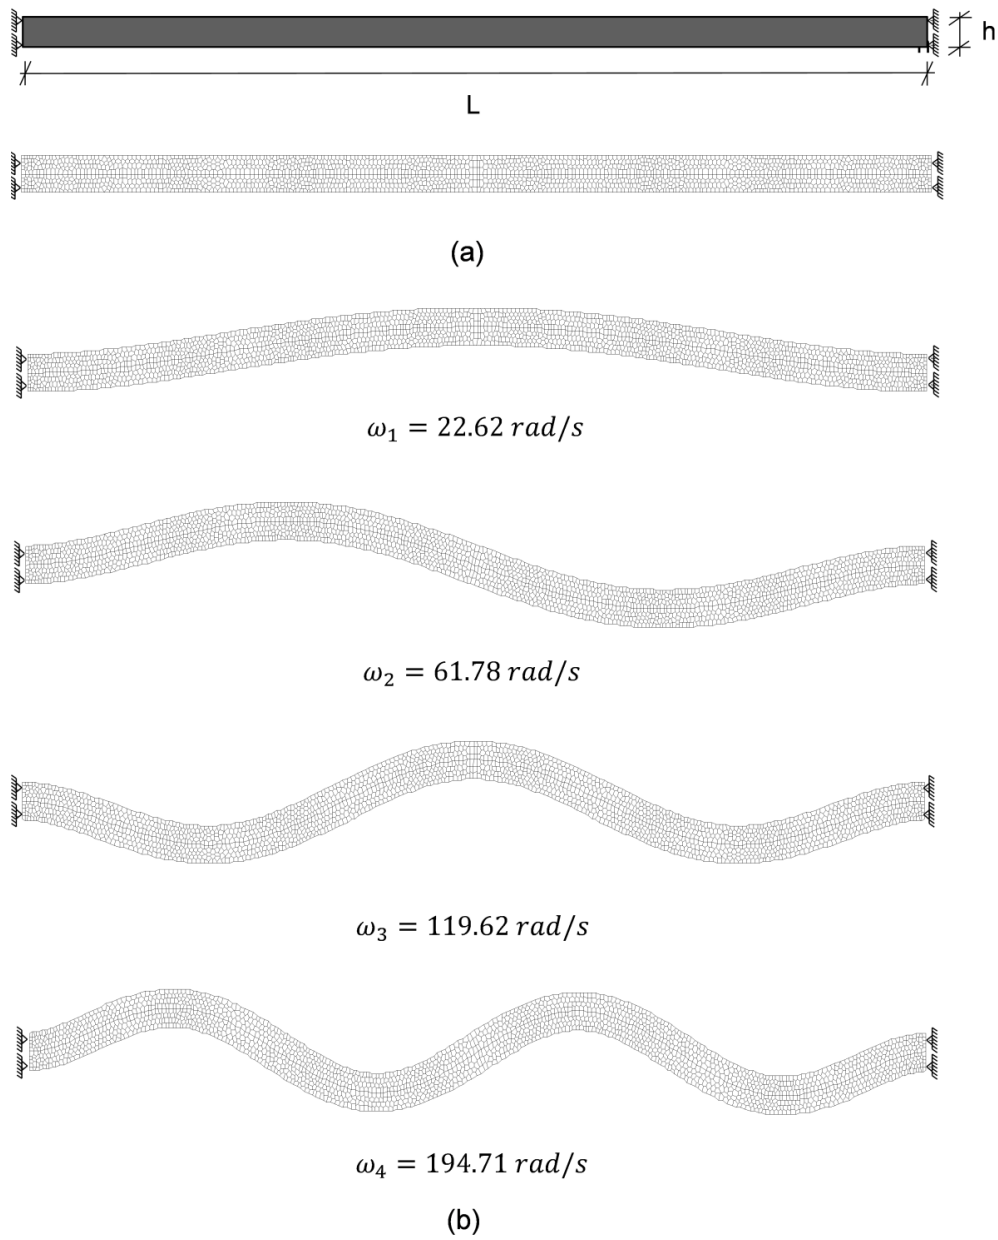 h
L
(a)
ω₁ = 22.62 rad/s
ω₂ = 61.78 rad/s
ω₃ = 119.62 rad/s
ω₄ = 194.71 rad/s
(b)